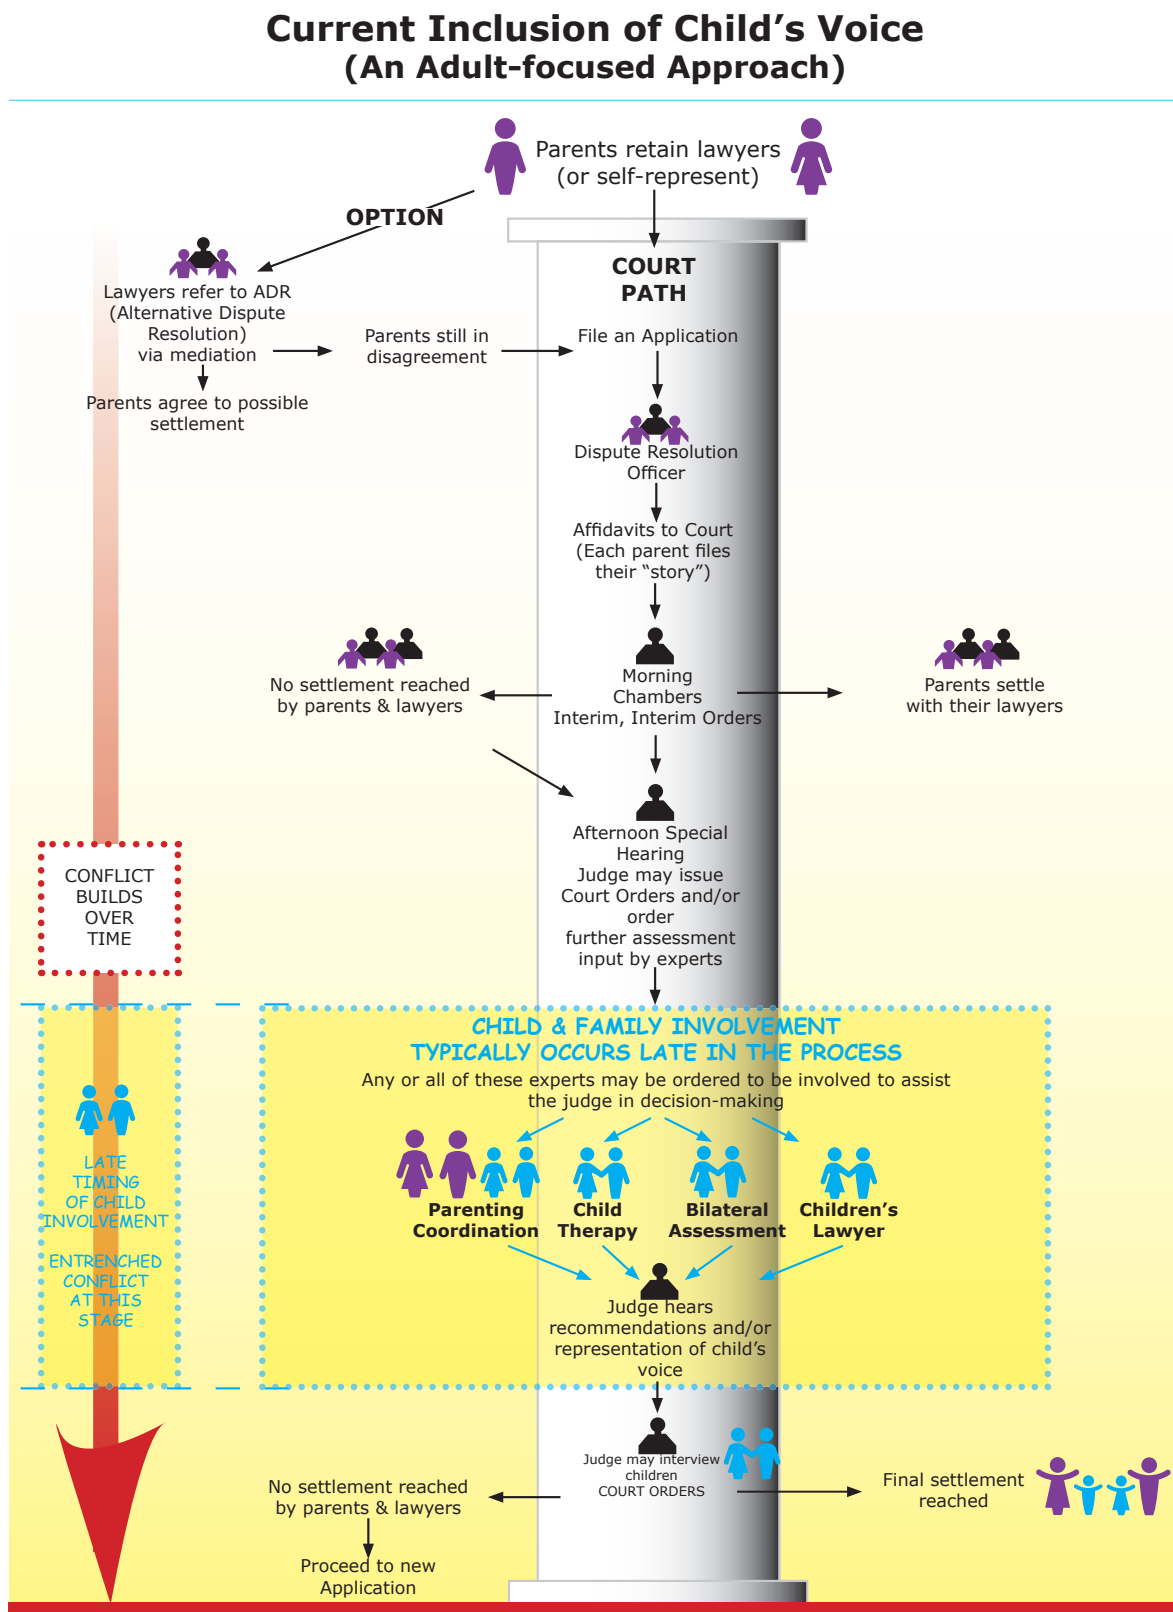 Current Inclusion of Child’s Voice
(An Adult-focused Approach)
Parents retain lawyers
(or self-represent)
OPTION
COURT
PATH
Lawyers refer to ADR
(Alternative Dispute
Resolution)
via mediation
Parents still in
disagreement
File an Application
Parents agree to possible
settlement
Dispute Resolution
Officer
Affidavits to Court
(Each parent files
their “story”)
No settlement reached
by parents & lawyers
Morning
Chambers
Interim, Interim Orders
Parents settle
with their lawyers
Afternoon Special
Hearing
Judge may issue
Court Orders and/or
order
further assessment
input by experts
CONFLICT
BUILDS
OVER
TIME
CHILD & FAMILY INVOLVEMENT
TYPICALLY OCCURS LATE IN THE PROCESS
Any or all of these experts may be ordered to be involved to assist
the judge in decision-making
LATE
TIMING
OF CHILD
INVOLVEMENT
ENTRENCHED
CONFLICT
AT THIS
STAGE
Parenting
Coordination
Child
Therapy
Bilateral
Assessment
Children’s
Lawyer
Judge hears
recommendations and/or
representation of child’s
voice
Judge may interview
children
COURT ORDERS
No settlement reached
by parents & lawyers
Final settlement
reached
Proceed to new
Application